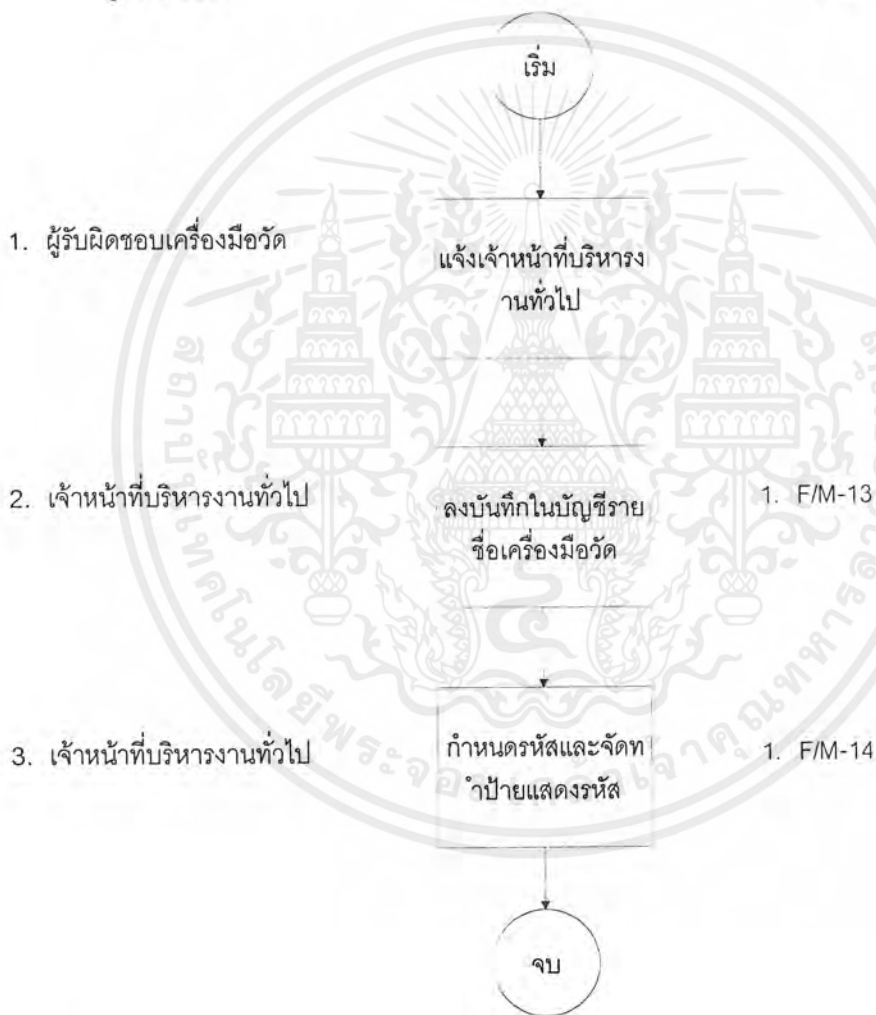 เริ่ม
1. ผู้รับผิดชอบเครื่องมือวัด
แจ้งเจ้าหน้าที่บริหารง
านทั่วไป
2. เจ้าหน้าที่บริหารงานทั่วไป
ลงบันทึกในบัญชีราย
ชื่อเครื่องมือวัด
1. F/M-13
3. เจ้าหน้าที่บริหารงานทั่วไป
กำหนดรหัสและจัดท
ำป้ายแสดงรหัส
1. F/M-14
จบ